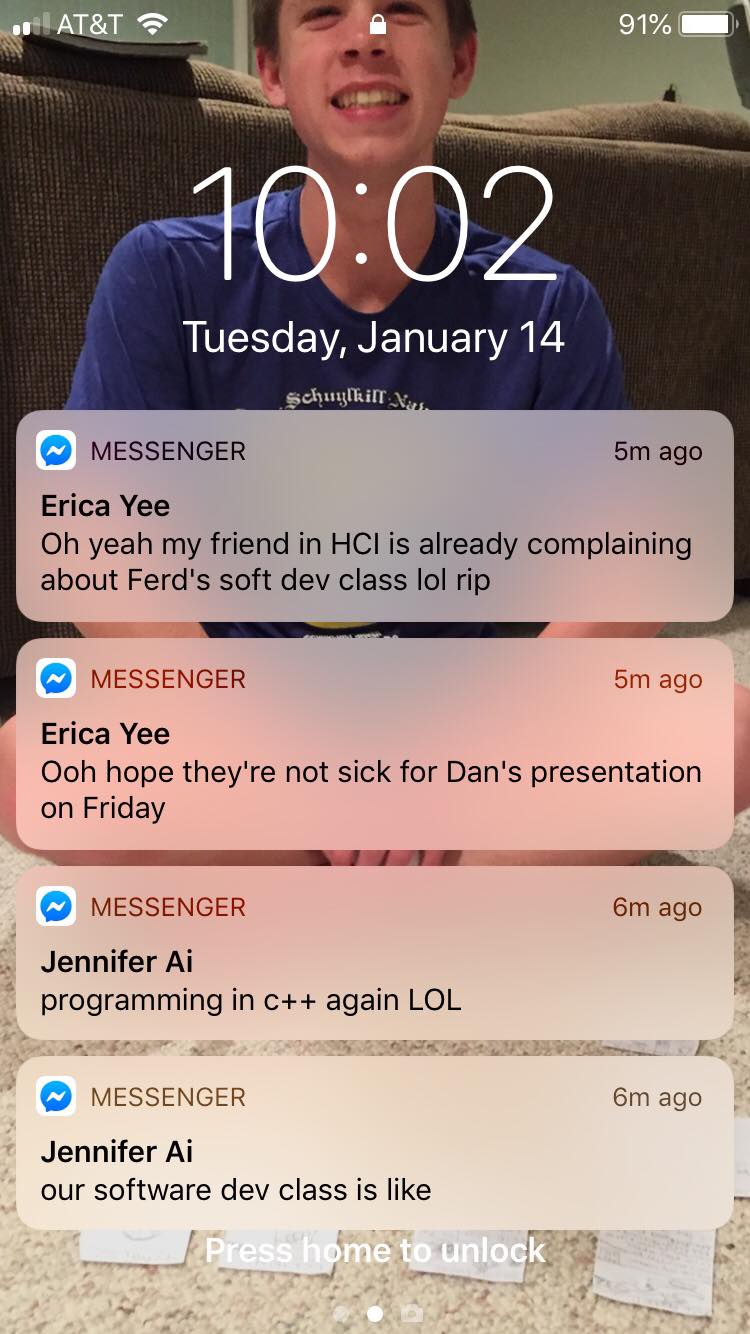 AT&T 91%
10:02
Tuesday, January 14
Schuylkill
MESSENGER 5m ago
Erica Yee
Oh yeah my friend in HCI is already complaining
about Ferd's soft dev class lol rip
MESSENGER 5m ago
Erica Yee
Ooh hope they're not sick for Dan's presentation
on Friday
MESSENGER 6m ago
Jennifer Ai
programming in c++ again LOL
MESSENGER 6m ago
Jennifer Ai
our software dev class is like
Press home to unlock